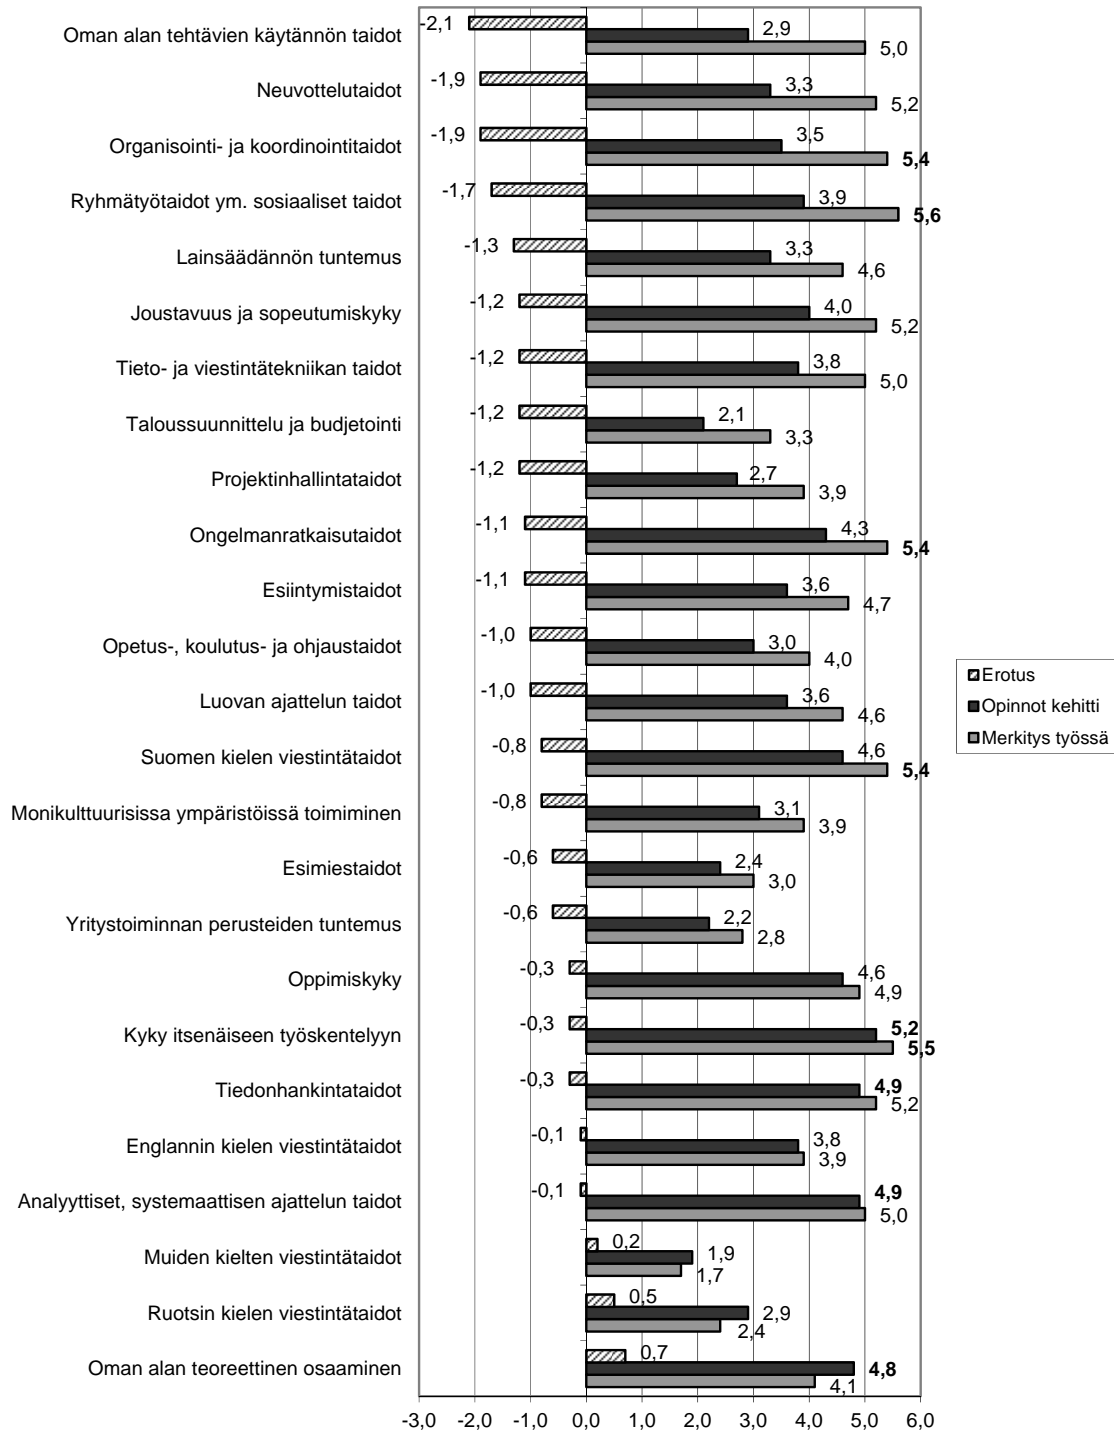 Oman alan tehtävien käytännön taidot -2,1 2,9 5,0
Neuvottelutaidot -1,9 3,3 5,2
Organisointi- ja koordinointitaidot -1,9 3,5 5,4
Ryhmätyötaidot ym. sosiaaliset taidot -1,7 3,9 5,6
Lainsäädännön tuntemus -1,3 3,3 4,6
Joustavuus ja sopeutumiskyky -1,2 4,0 5,2
Tieto- ja viestintätekniikan taidot -1,2 3,8 5,0
Taloussuunnittelu ja budjetointi -1,2 2,1 3,3
Projektinhallintataidot -1,2 2,7 3,9
Ongelmanratkaisutaidot -1,1 4,3 5,4
Esiintymistaidot -1,1 3,6 4,7
Opetus-, koulutus- ja ohjaustaidot -1,0 3,0 4,0
Luovan ajattelun taidot -1,0 3,6 4,6
Suomen kielen viestintätaidot -0,8 4,6 5,4
Monikulttuurisissa ympäristöissä toimiminen -0,8 3,1 3,9
Esimiestaidot -0,6 2,4 3,0
Yritystoiminnan perusteiden tuntemus -0,6 2,2 2,8
Oppimiskyky -0,3 4,6 4,9
Kyky itsenäiseen työskentelyyn -0,3 5,2 5,5
Tiedonhankintataidot -0,3 4,9 5,2
Englannin kielen viestintätaidot -0,1 3,8 3,9
Analyyttiset, systemaattisen ajattelun taidot -0,1 4,9 5,0
Muiden kielten viestintätaidot 0,2 1,9 1,7
Ruotsin kielen viestintätaidot 0,5 2,9 2,4
Oman alan teoreettinen osaaminen 0,7 4,8 4,1
-3,0 -2,0 -1,0 0,0 1,0 2,0 3,0 4,0 5,0 6,0
Erotus
Opinnot kehitti
Merkitys työssä